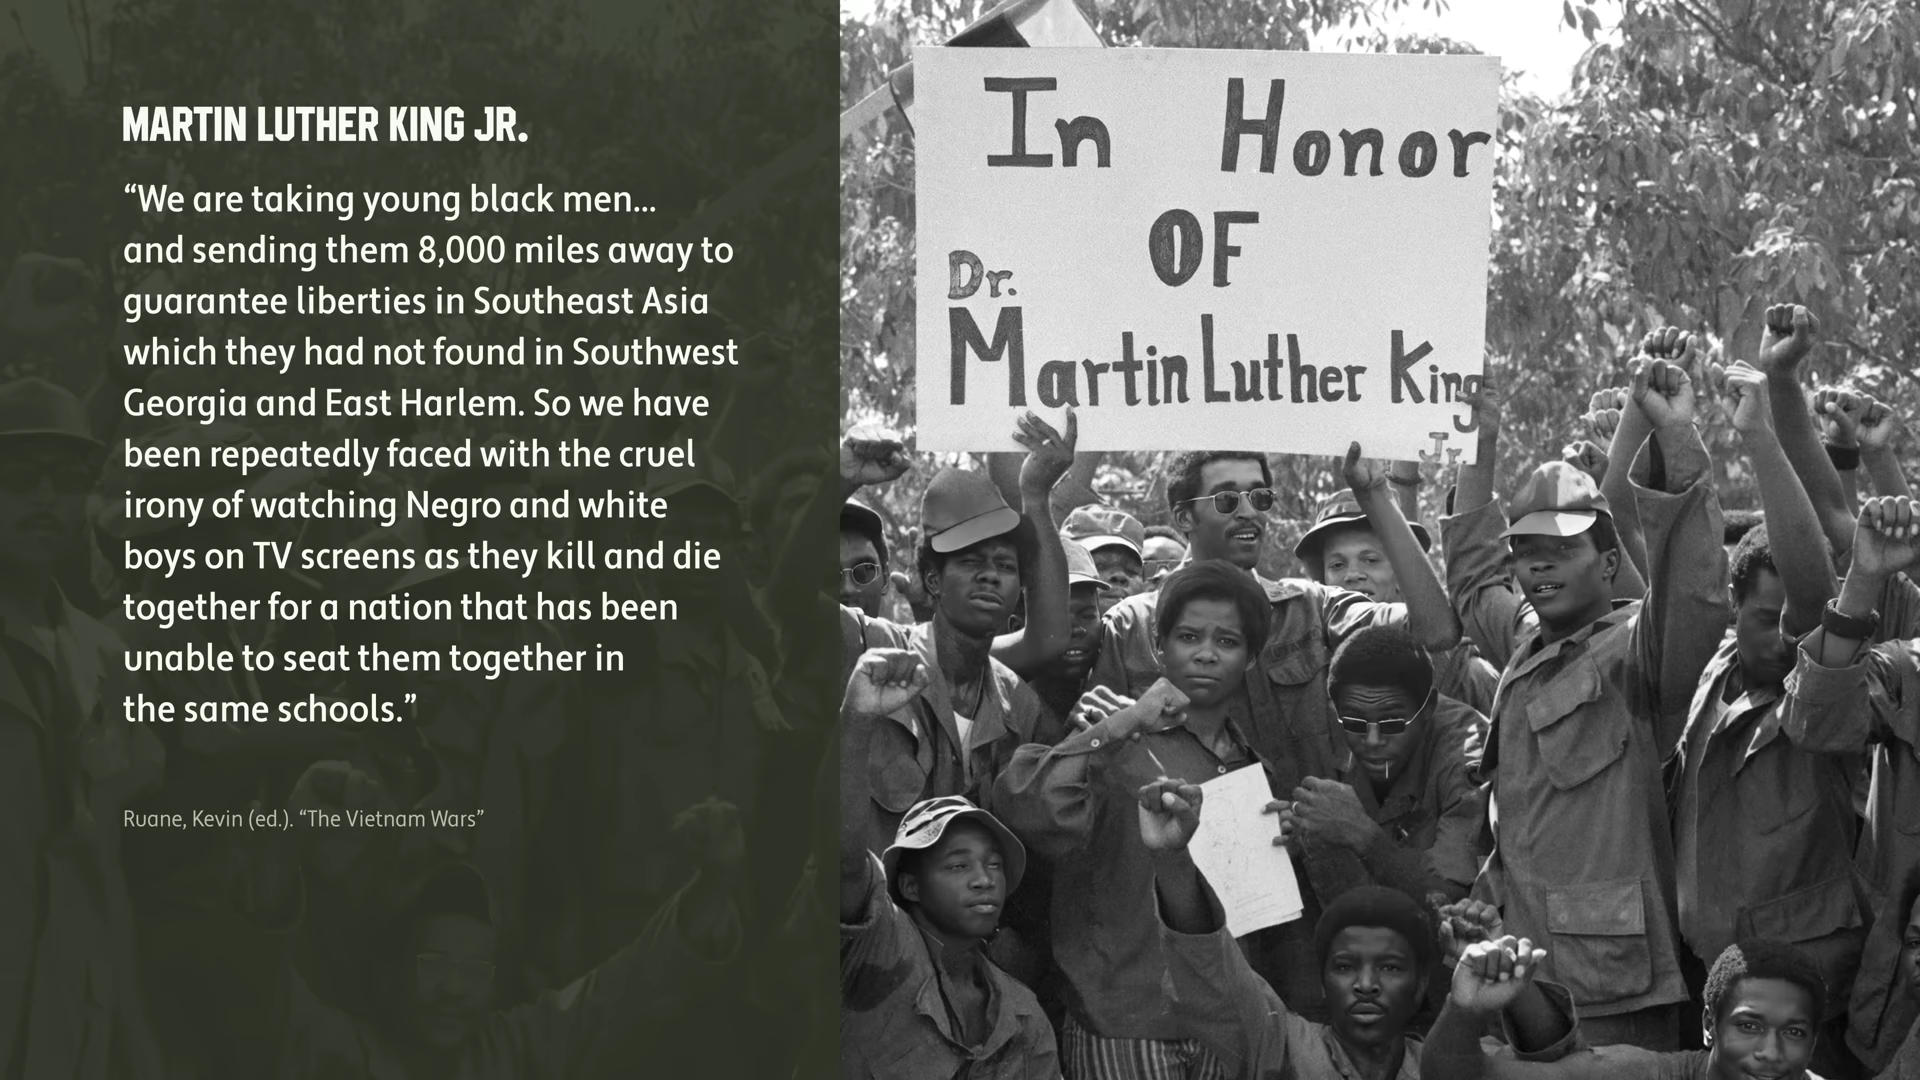 MARTIN LUTHER KING JR.
“We are taking young black men...
and sending them 8,000 miles away to
guarantee liberties in Southeast Asia
which they had not found in Southwest
Georgia and East Harlem. So we have
been repeatedly faced with the cruel
irony of watching Negro and white
boys on TV screens as they kill and die
together for a nation that has been
unable to seat them together in
the same schools.”
Ruane, Kevin (ed.). “The Vietnam Wars”
In Honor
OF
Dr.
Martin Luther King
Jr.